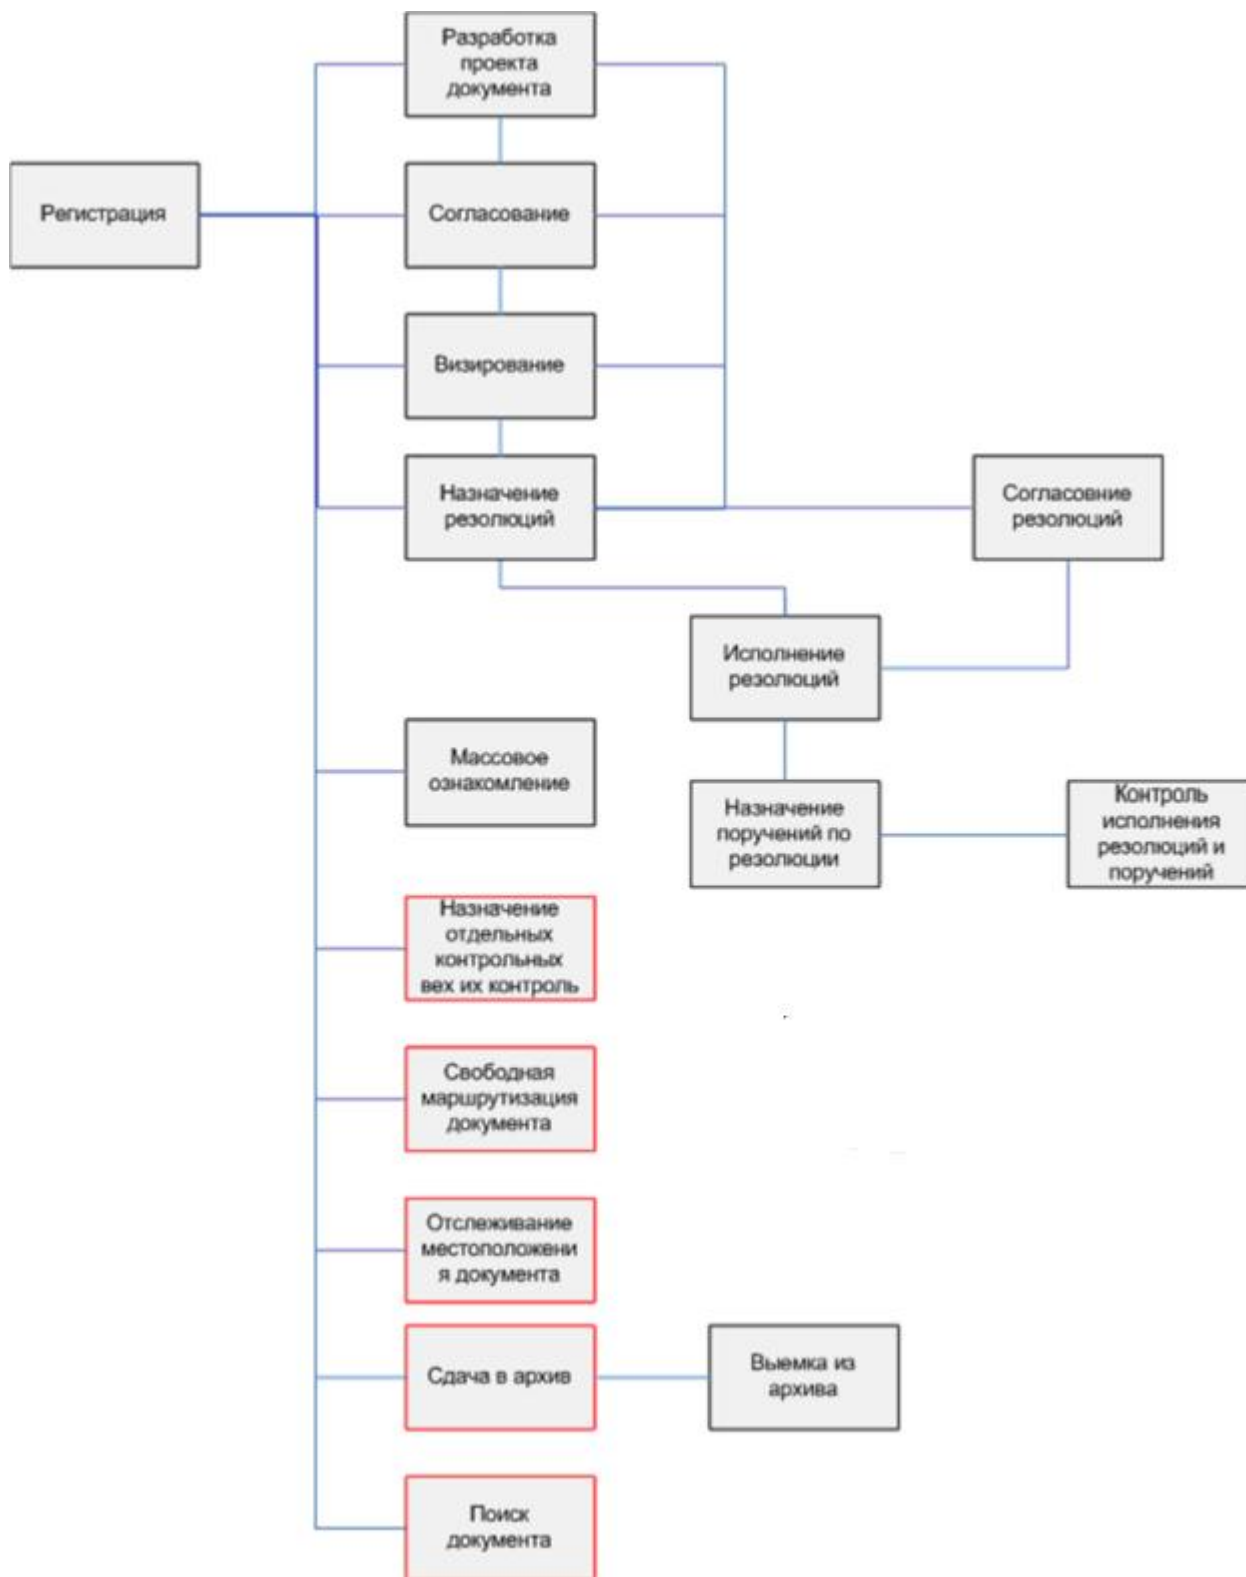 Разработка
проекта
документа
Регистрация
Согласование
Визирование
Назначение
резолюций
Согласовние
резолюций
Исполнение
резолюций
Массовое
ознакомление
Назначение
поручений по
резолюции
Контроль
исполнения
резолюций и
поручений
Назначение
отдельных
контрольных
вех их контроль
Свободная
маршрутизация
документа
Отслеживание
местоположени
я документа
Сдача в архив
Выемка из
архива
Поиск
документа